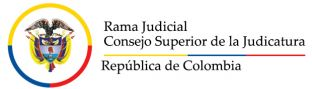 Rama Judicial
Consejo Superior de la Judicatura
República de Colombia